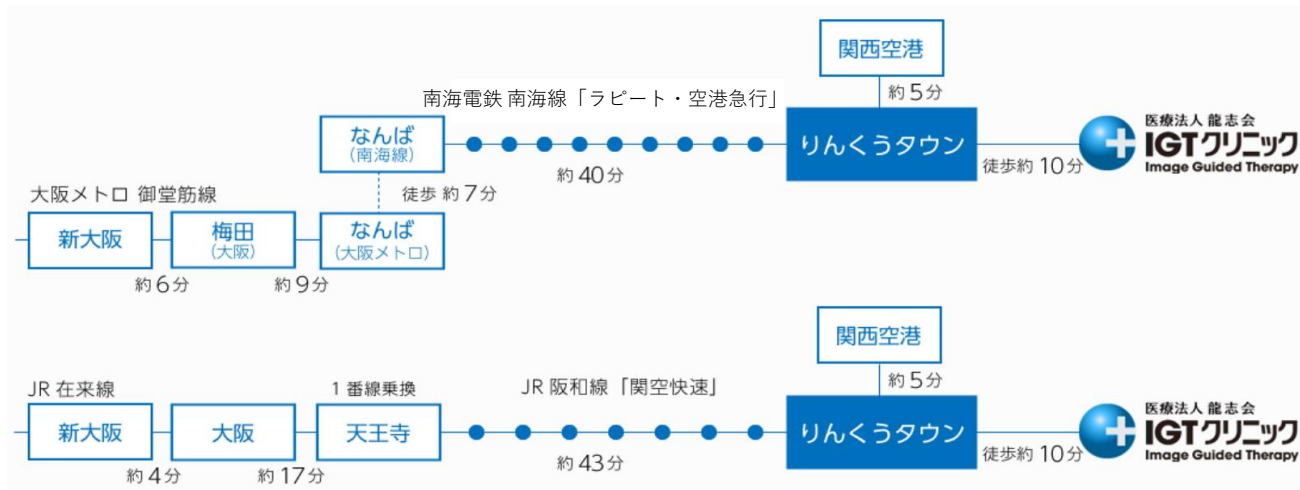 関西空港
約5分
南海電鉄 南海線「ラピート・空港急行」
なんば
(南海線)
約40分
りんくうタウン
徒歩約10分
医療法人 龍志会
IGTクリニック
Image Guided Therapy
徒歩 約7分
大阪メトロ 御堂筋線
新大阪
約6分
梅田
(大阪)
約9分
なんば
(大阪メトロ)
関西空港
約5分
JR 在来線
1番線乗換
JR 阪和線「関空快速」
新大阪
約4分
大阪
約17分
天王寺
約43分
りんくうタウン
徒歩約10分
医療法人 龍志会
IGTクリニック
Image Guided Therapy